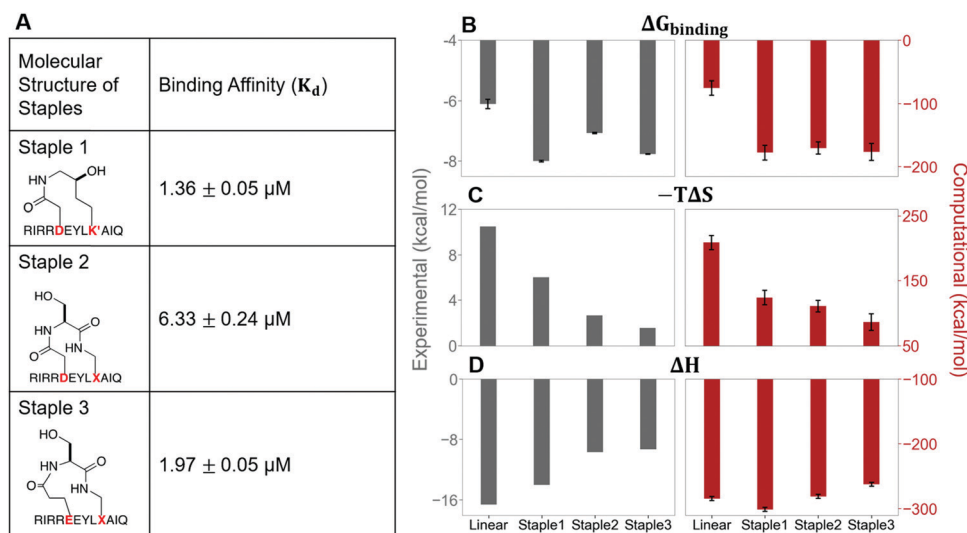 A
Molecular
Structure of
Staples
Binding Affinity (K_d)
Staple 1
OH
HN
O
RIRRDEYLK'AIQ
1.36 ± 0.05 μM
Staple 2
HO
O
HN
HN
O
RIRRDEYLXAIQ
6.33 ± 0.24 μM
Staple 3
HO
O
HN
HN
O
RIRREEYLXAIQ
1.97 ± 0.05 μM
B
ΔG_binding
−4
−6
−8
0
−100
−200
C
−TΔS
12
8
4
0
250
150
50
D
ΔH
0
−8
−16
−100
−200
−300
Experimental (kcal/mol)
Computational (kcal/mol)
Linear Staple1 Staple2 Staple3
Linear Staple1 Staple2 Staple3